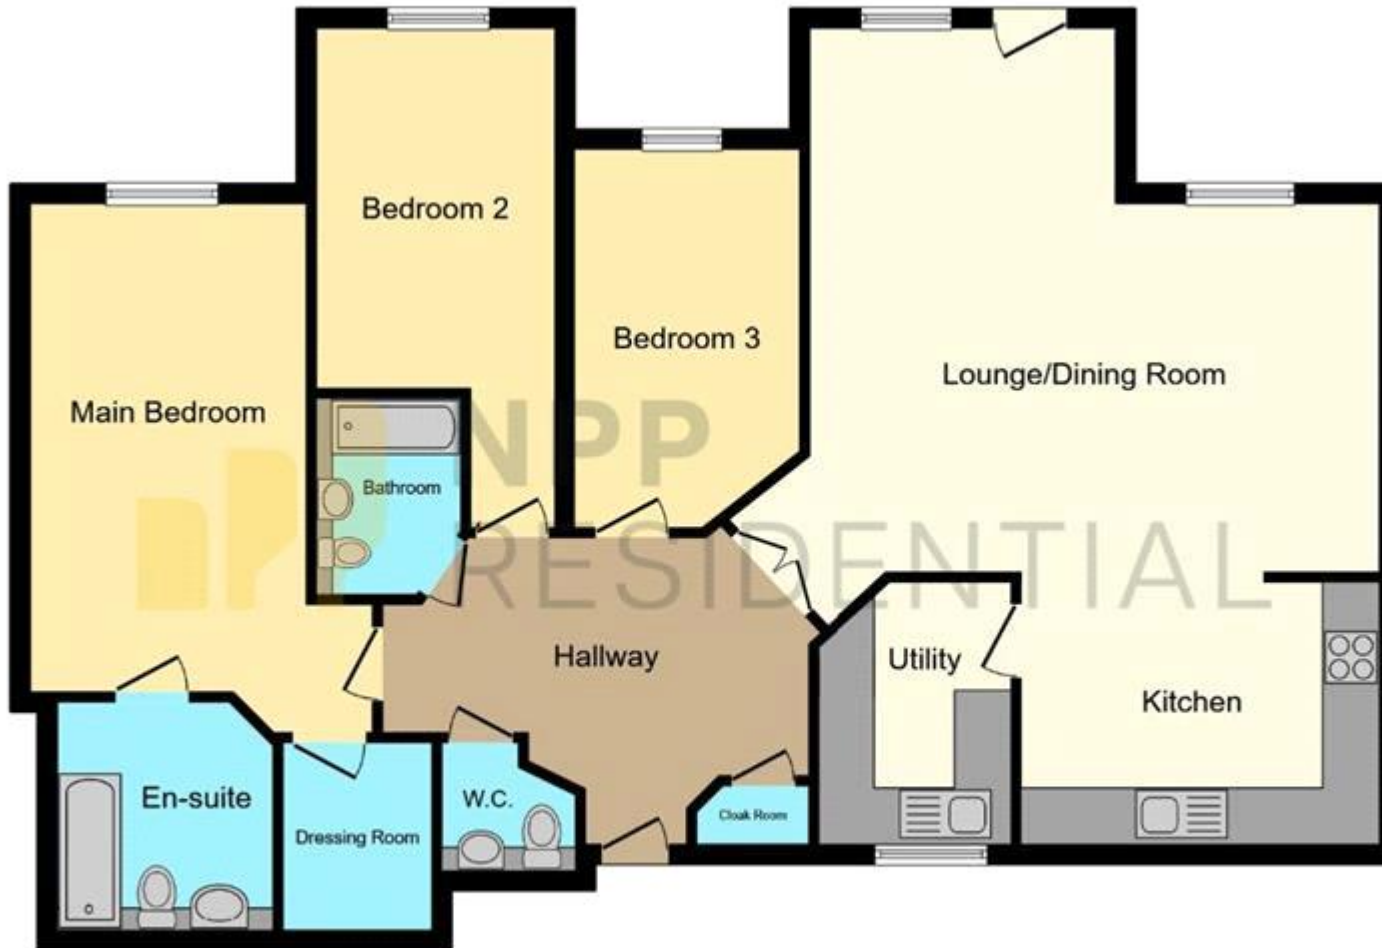 Bedroom 2
Bedroom 3
Lounge/Dining Room
Main Bedroom
NPP
RESIDENTIAL
Bathroom
Hallway
Utility
Kitchen
En-suite
W.C.
Cloak Room
Dressing Room